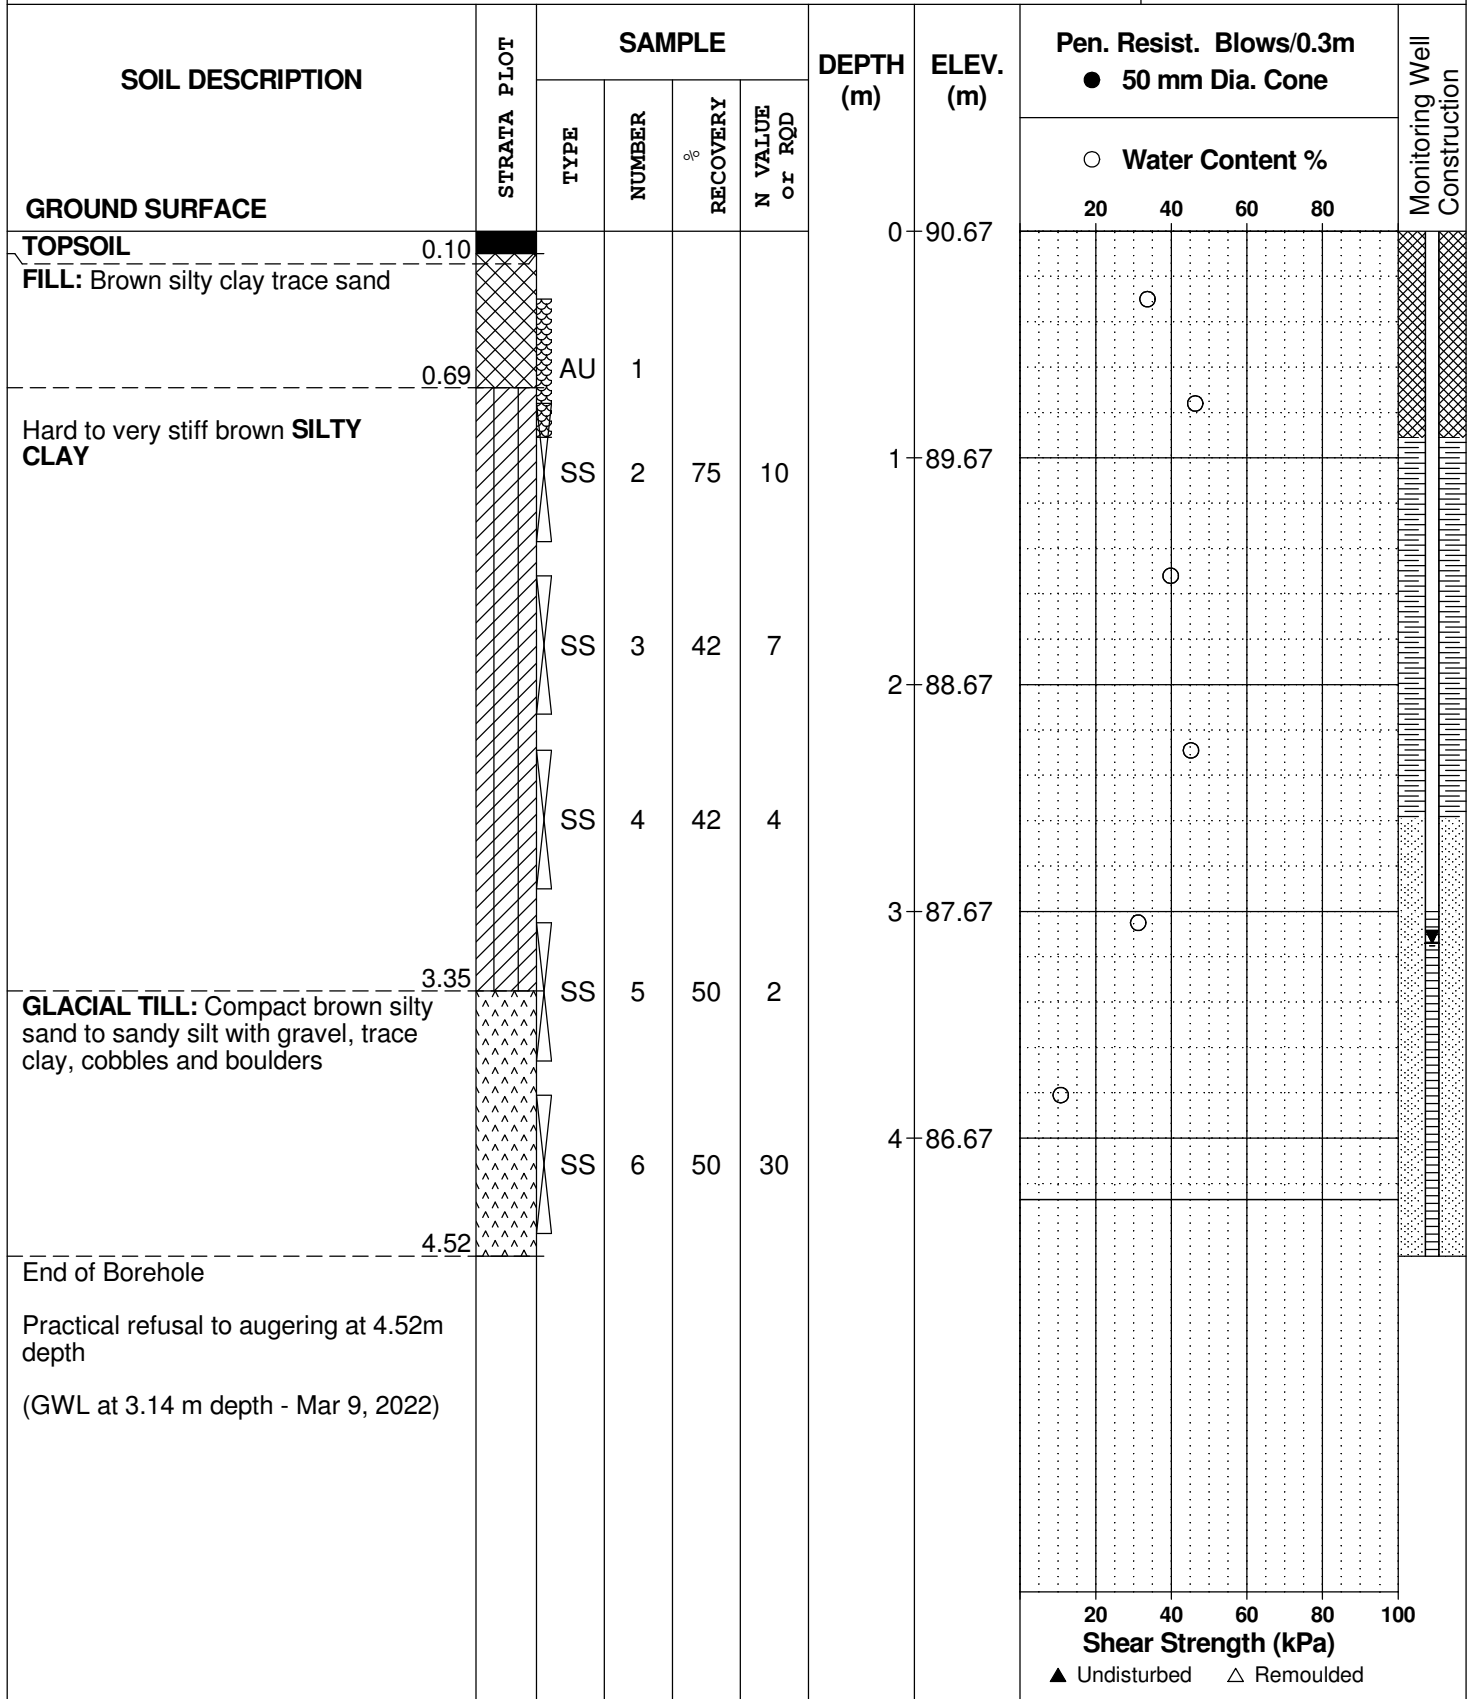 SOIL DESCRIPTION
GROUND SURFACE
STRATA PLOT
SAMPLE
TYPE
NUMBER
%
RECOVERY
N VALUE
or RQD
DEPTH
(m)
ELEV.
(m)
Pen. Resist. Blows/0.3m
● 50 mm Dia. Cone
○ Water Content %
20 40 60 80
Monitoring Well
Construction
0 90.67
TOPSOIL 0.10
FILL: Brown silty clay trace sand
AU 1
0.69
Hard to very stiff brown SILTY
CLAY
1 89.67
SS 2 75 10
SS 3 42 7
2 88.67
SS 4 42 4
3 87.67
3.35
SS 5 50 2
GLACIAL TILL: Compact brown silty
sand to sandy silt with gravel, trace
clay, cobbles and boulders
4 86.67
SS 6 50 30
4.52
End of Borehole
Practical refusal to augering at 4.52m
depth
(GWL at 3.14 m depth - Mar 9, 2022)
20 40 60 80 100
Shear Strength (kPa)
▲ Undisturbed △ Remoulded